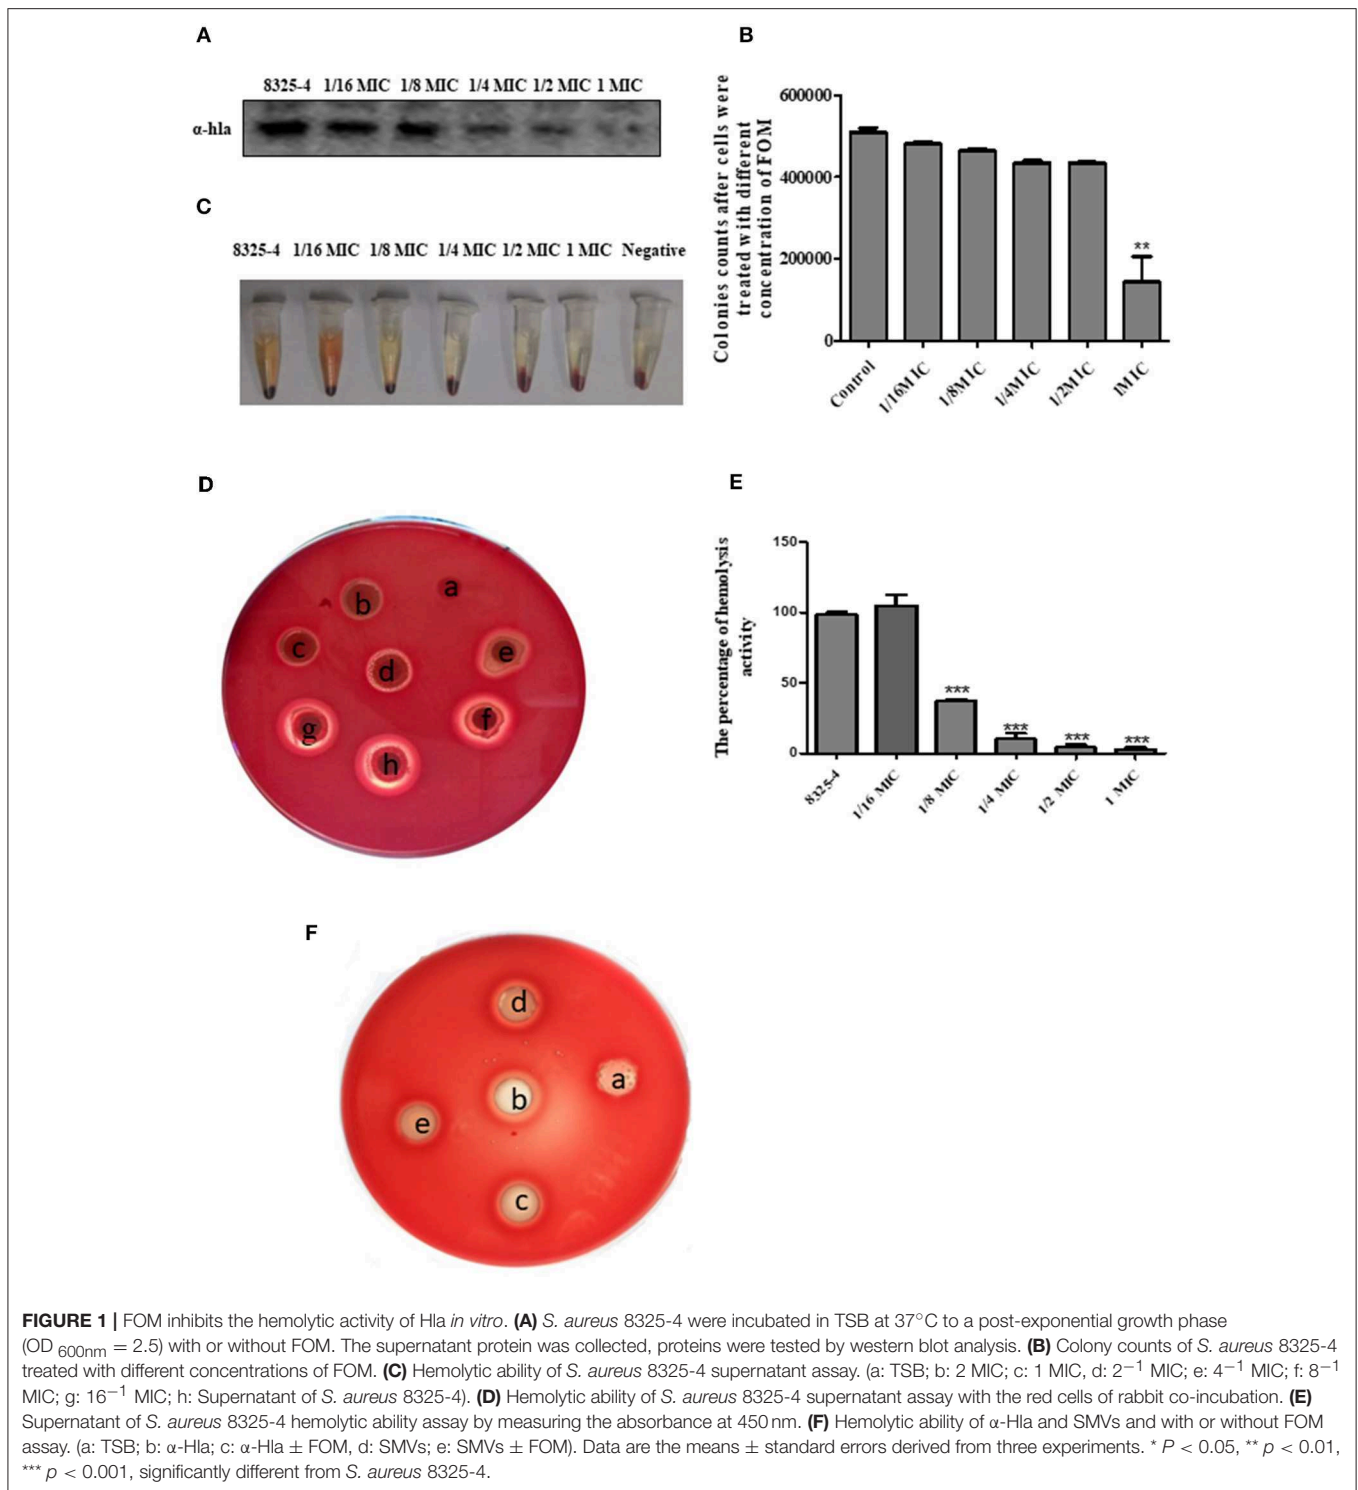 A
8325-4 1/16 MIC 1/8 MIC 1/4 MIC 1/2 MIC 1 MIC
α-hla
B
Colonies counts after cells were
treated with different
concentration of FOM
600000
400000
200000
0
**
Control
1/16MIC
1/8MIC
1/4MIC
1/2MIC
1MIC
C
8325-4 1/16 MIC 1/8 MIC 1/4 MIC 1/2 MIC 1 MIC Negative
D
a
b
c
d
e
f
g
h
E
The percentage of hemolysis
activity
150
100
50
0
***
***
***
***
8325-4
1/16 MIC
1/8 MIC
1/4 MIC
1/2 MIC
1 MIC
F
d
a
b
e
c
FIGURE 1 | FOM inhibits the hemolytic activity of Hla in vitro. (A) S. aureus 8325-4 were incubated in TSB at 37°C to a post-exponential growth phase
(OD 600nm = 2.5) with or without FOM. The supernatant protein was collected, proteins were tested by western blot analysis. (B) Colony counts of S. aureus 8325-4
treated with different concentrations of FOM. (C) Hemolytic ability of S. aureus 8325-4 supernatant assay. (a: TSB; b: 2 MIC; c: 1 MIC, d: 2⁻¹ MIC; e: 4⁻¹ MIC; f: 8⁻¹
MIC; g: 16⁻¹ MIC; h: Supernatant of S. aureus 8325-4). (D) Hemolytic ability of S. aureus 8325-4 supernatant assay with the red cells of rabbit co-incubation. (E)
Supernatant of S. aureus 8325-4 hemolytic ability assay by measuring the absorbance at 450 nm. (F) Hemolytic ability of α-Hla and SMVs and with or without FOM
assay. (a: TSB; b: α-Hla; c: α-Hla ± FOM, d: SMVs; e: SMVs ± FOM). Data are the means ± standard errors derived from three experiments. * P < 0.05, ** p < 0.01,
*** p < 0.001, significantly different from S. aureus 8325-4.